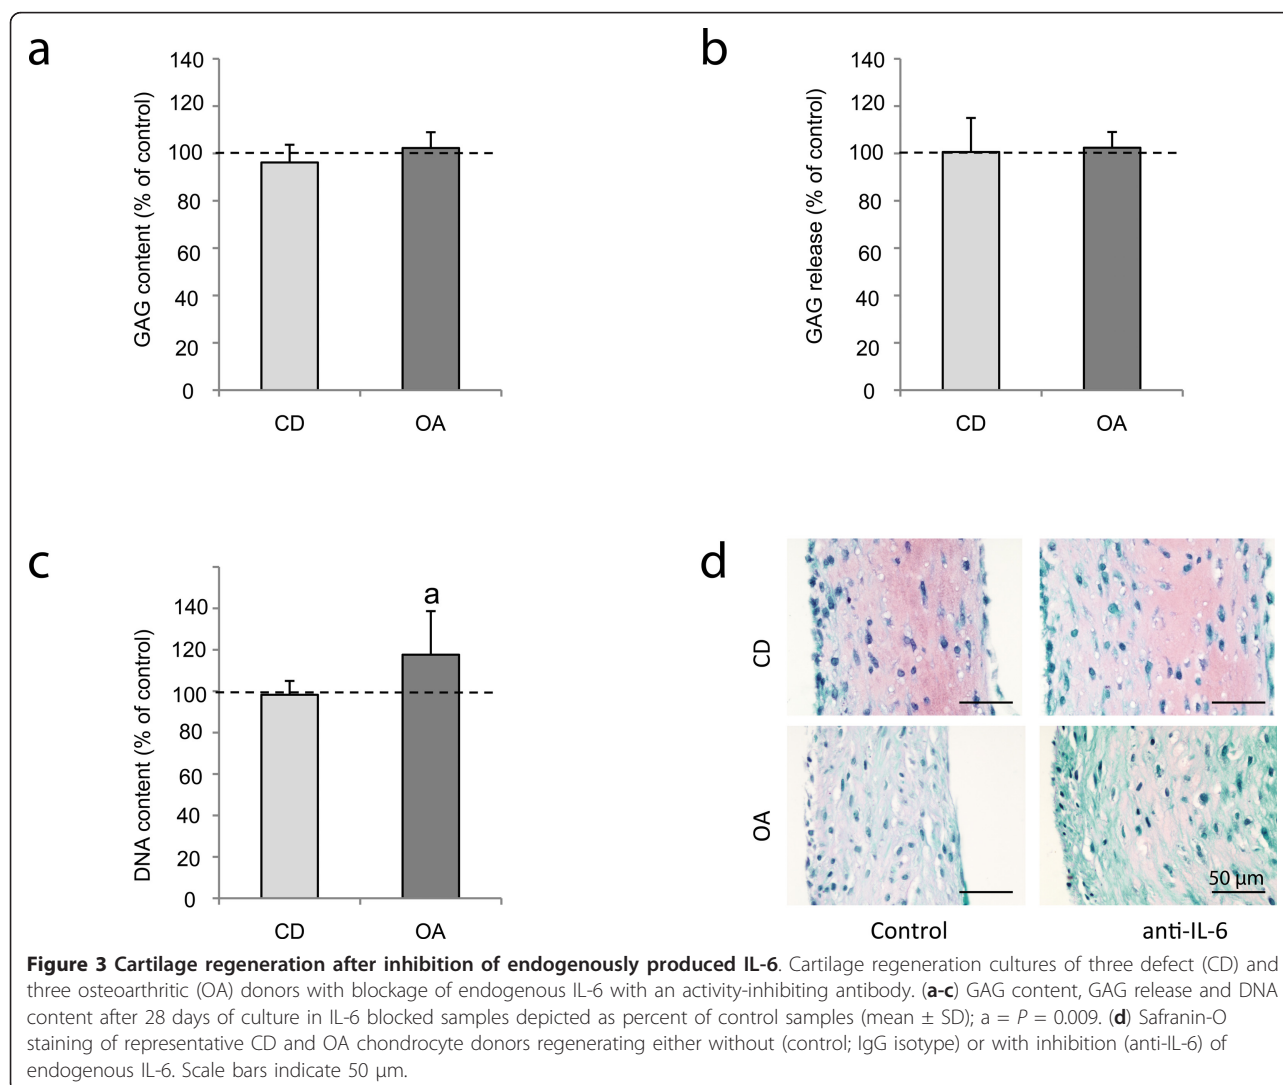 a
140
120
100
80
60
40
20
0
GAG content (% of control)
CD OA
b
140
120
100
80
60
40
20
0
GAG release (% of control)
CD OA
c
a
140
120
100
80
60
40
20
0
DNA content (% of control)
CD OA
d
CD
OA
50 µm
Control anti-IL-6
Figure 3 Cartilage regeneration after inhibition of endogenously produced IL-6. Cartilage regeneration cultures of three defect (CD) and
three osteoarthritic (OA) donors with blockage of endogenous IL-6 with an activity-inhibiting antibody. (a-c) GAG content, GAG release and DNA
content after 28 days of culture in IL-6 blocked samples depicted as percent of control samples (mean ± SD); a = P = 0.009. (d) Safranin-O
staining of representative CD and OA chondrocyte donors regenerating either without (control; IgG isotype) or with inhibition (anti-IL-6) of
endogenous IL-6. Scale bars indicate 50 µm.